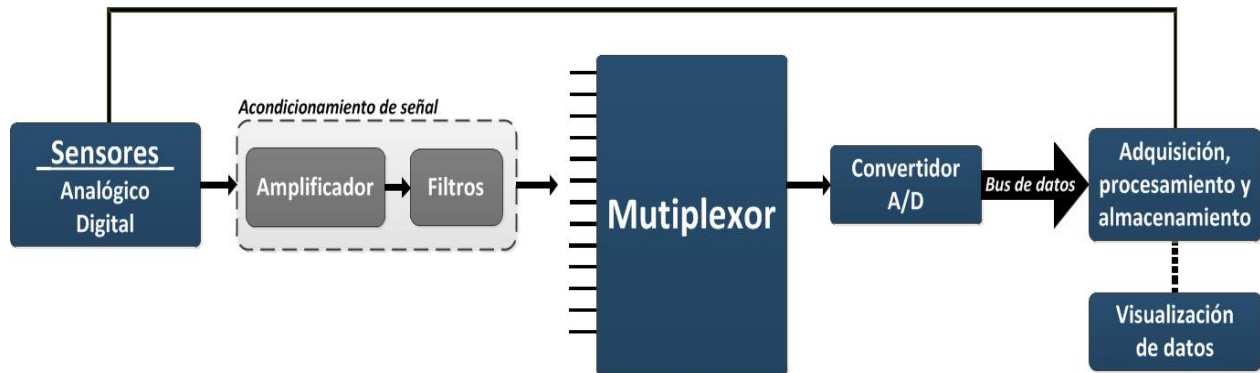 Acondicionamiento de señal
Sensores
Analógico
Digital
Amplificador
Filtros
Mutiplexor
Convertidor
A/D
Bus de datos
Adquisición,
procesamiento y
almacenamiento
Visualización
de datos